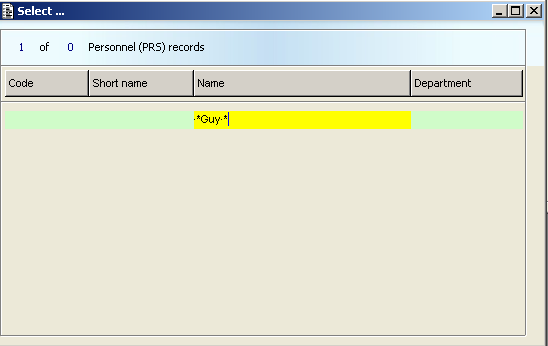 Select ...
1 of 0 Personnel (PRS) records
Code Short name Name Department
·*Guy·*